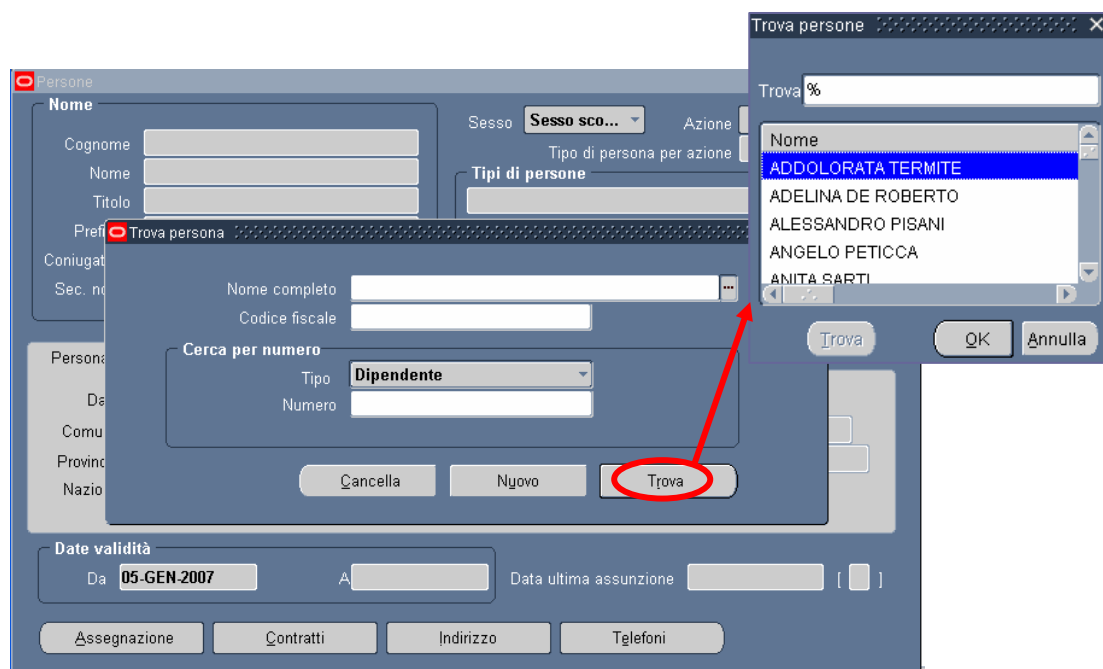 Persone
Nome
Cognome
Nome
Titolo
Prefi
Coniugat
Sec. no
Sesso Sesso sco... Azione
Tipo di persona per azione
Tipi di persone
Trova persona
Nome completo ...
Codice fiscale
Cerca per numero
Tipo Dipendente
Numero
Cancella Nuovo Trova
Persona
Da
Comu
Provinc
Nazio
Date validità
Da 05-GEN-2007 A Data ultima assunzione [ ]
Assegnazione Contratti Indirizzo Telefoni
Trova persone
Trova %
Nome
ADDOLORATA TERMITE
ADELINA DE ROBERTO
ALESSANDRO PISANI
ANGELO PETICCA
ANITA SARTI
Trova OK Annulla